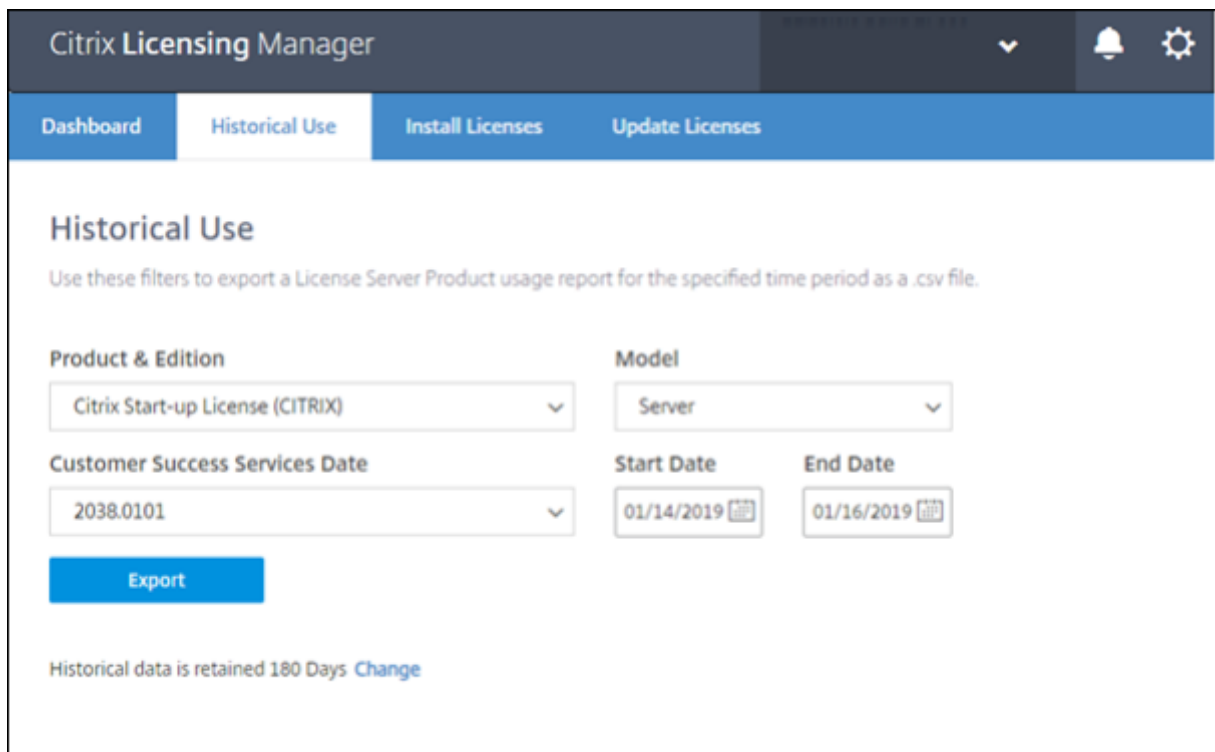 Citrix Licensing Manager
Dashboard Historical Use Install Licenses Update Licenses
Historical Use
Use these filters to export a License Server Product usage report for the specified time period as a .csv file.
Product & Edition Model
Citrix Start-up License (CITRIX) Server
Customer Success Services Date Start Date End Date
2038.0101 01/14/2019 01/16/2019
Export
Historical data is retained 180 Days Change